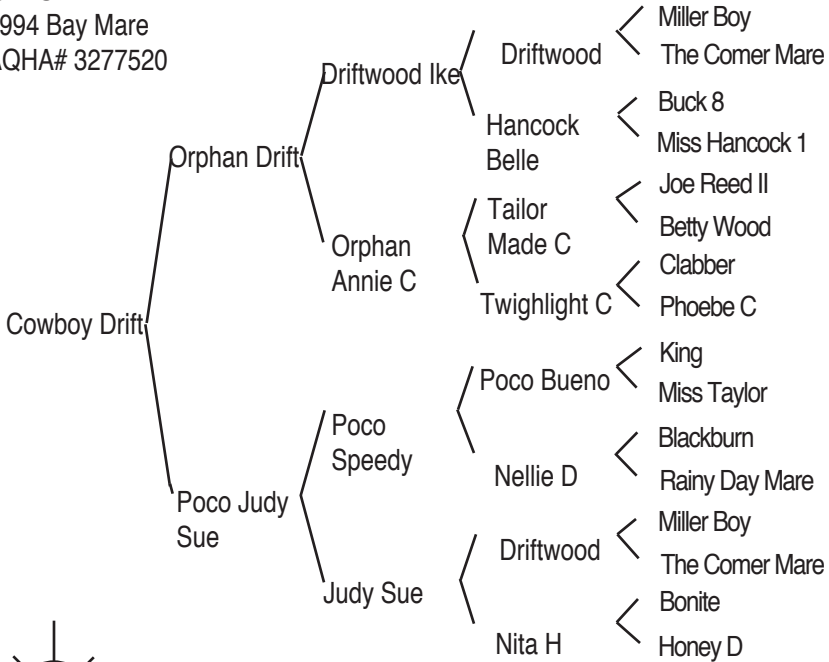 994 Bay Mare
AQHA# 3277520
Cowboy Drift
Orphan Drift
Poco Judy
Sue
Driftwood Ike
Orphan
Annie C
Poco
Speedy
Judy Sue
Driftwood
Hancock
Belle
Tailor
Made C
Twighlight C
Poco Bueno
Nellie D
Driftwood
Nita H
Miller Boy
The Comer Mare
Buck 8
Miss Hancock 1
Joe Reed II
Betty Wood
Clabber
Phoebe C
King
Miss Taylor
Blackburn
Rainy Day Mare
Miller Boy
The Comer Mare
Bonite
Honey D